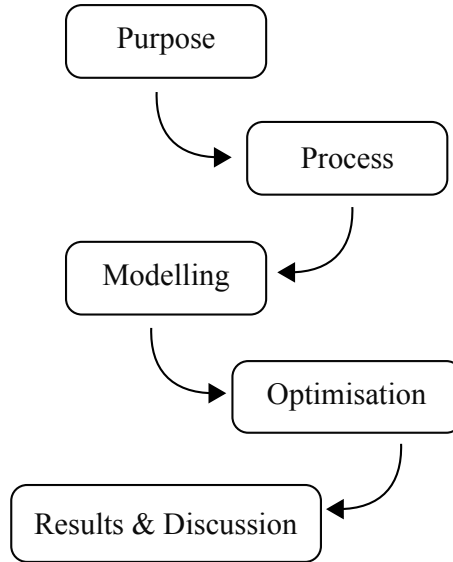 Purpose
Process
Modelling
Optimisation
Results & Discussion